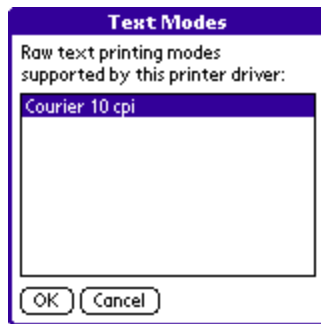 Text Modes
Raw text printing modes
supported by this printer driver:
Courier 10 cpi
OK Cancel